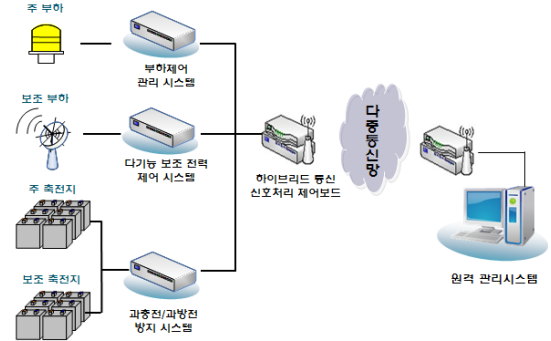 주 부하
부하제어
관리 시스템
보조 부하
다기능 보조 전력
제어 시스템
주 축전지
보조 축전지
과충전/과방전
방지 시스템
하이브리드 통신
신호처리 제어보드
다중통신망
원격 관리시스템